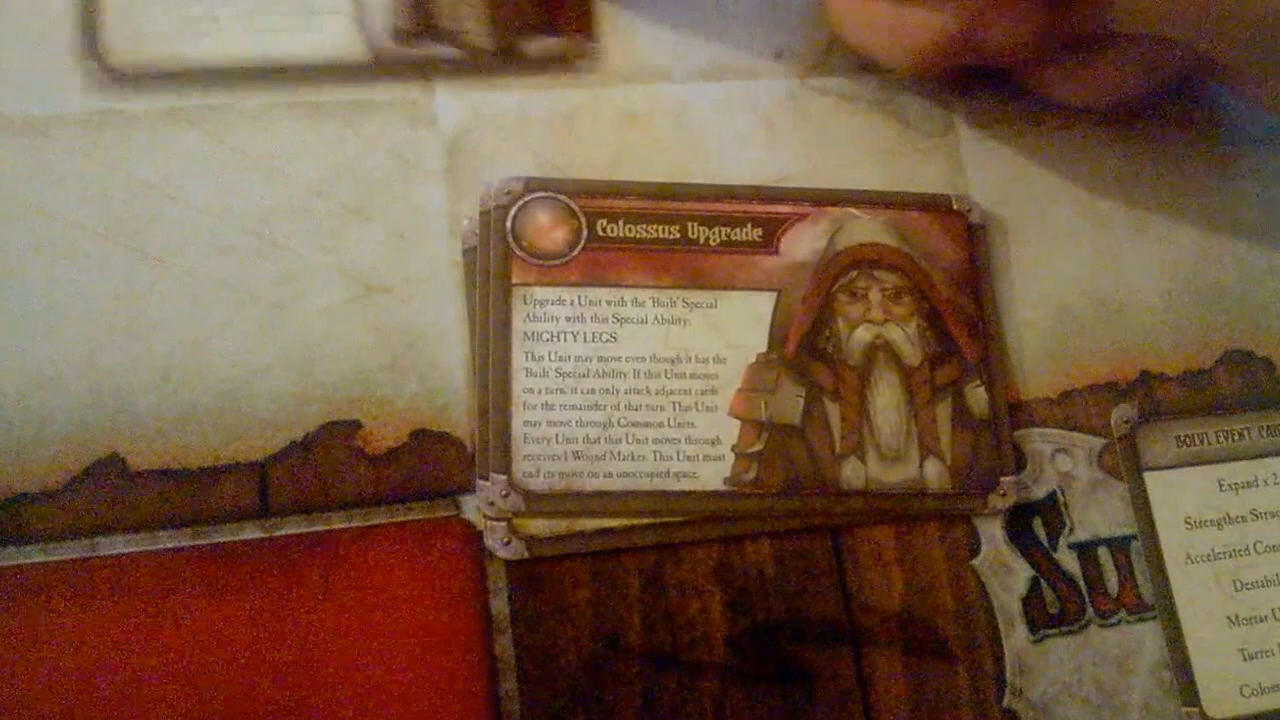 Colossus Upgrade
Upgrade a Unit with the 'Built' Special
Ability with this Special Ability:
MIGHTY LEGS
This Unit may move even though it has the
'Built' Special Ability. If this Unit moves
on a turn, it can only attack adjacent cards
for the remainder of that turn. This Unit
may move through Common Units.
Every Unit that this Unit moves through
receives 1 Wound Marker. This Unit must
end its move on an unoccupied space.
Su
BOLVI EVENT CAR
Expand x 2
Strengthen Struc
Accelerated Con
Destabil
Mortar U
Turret
Colos